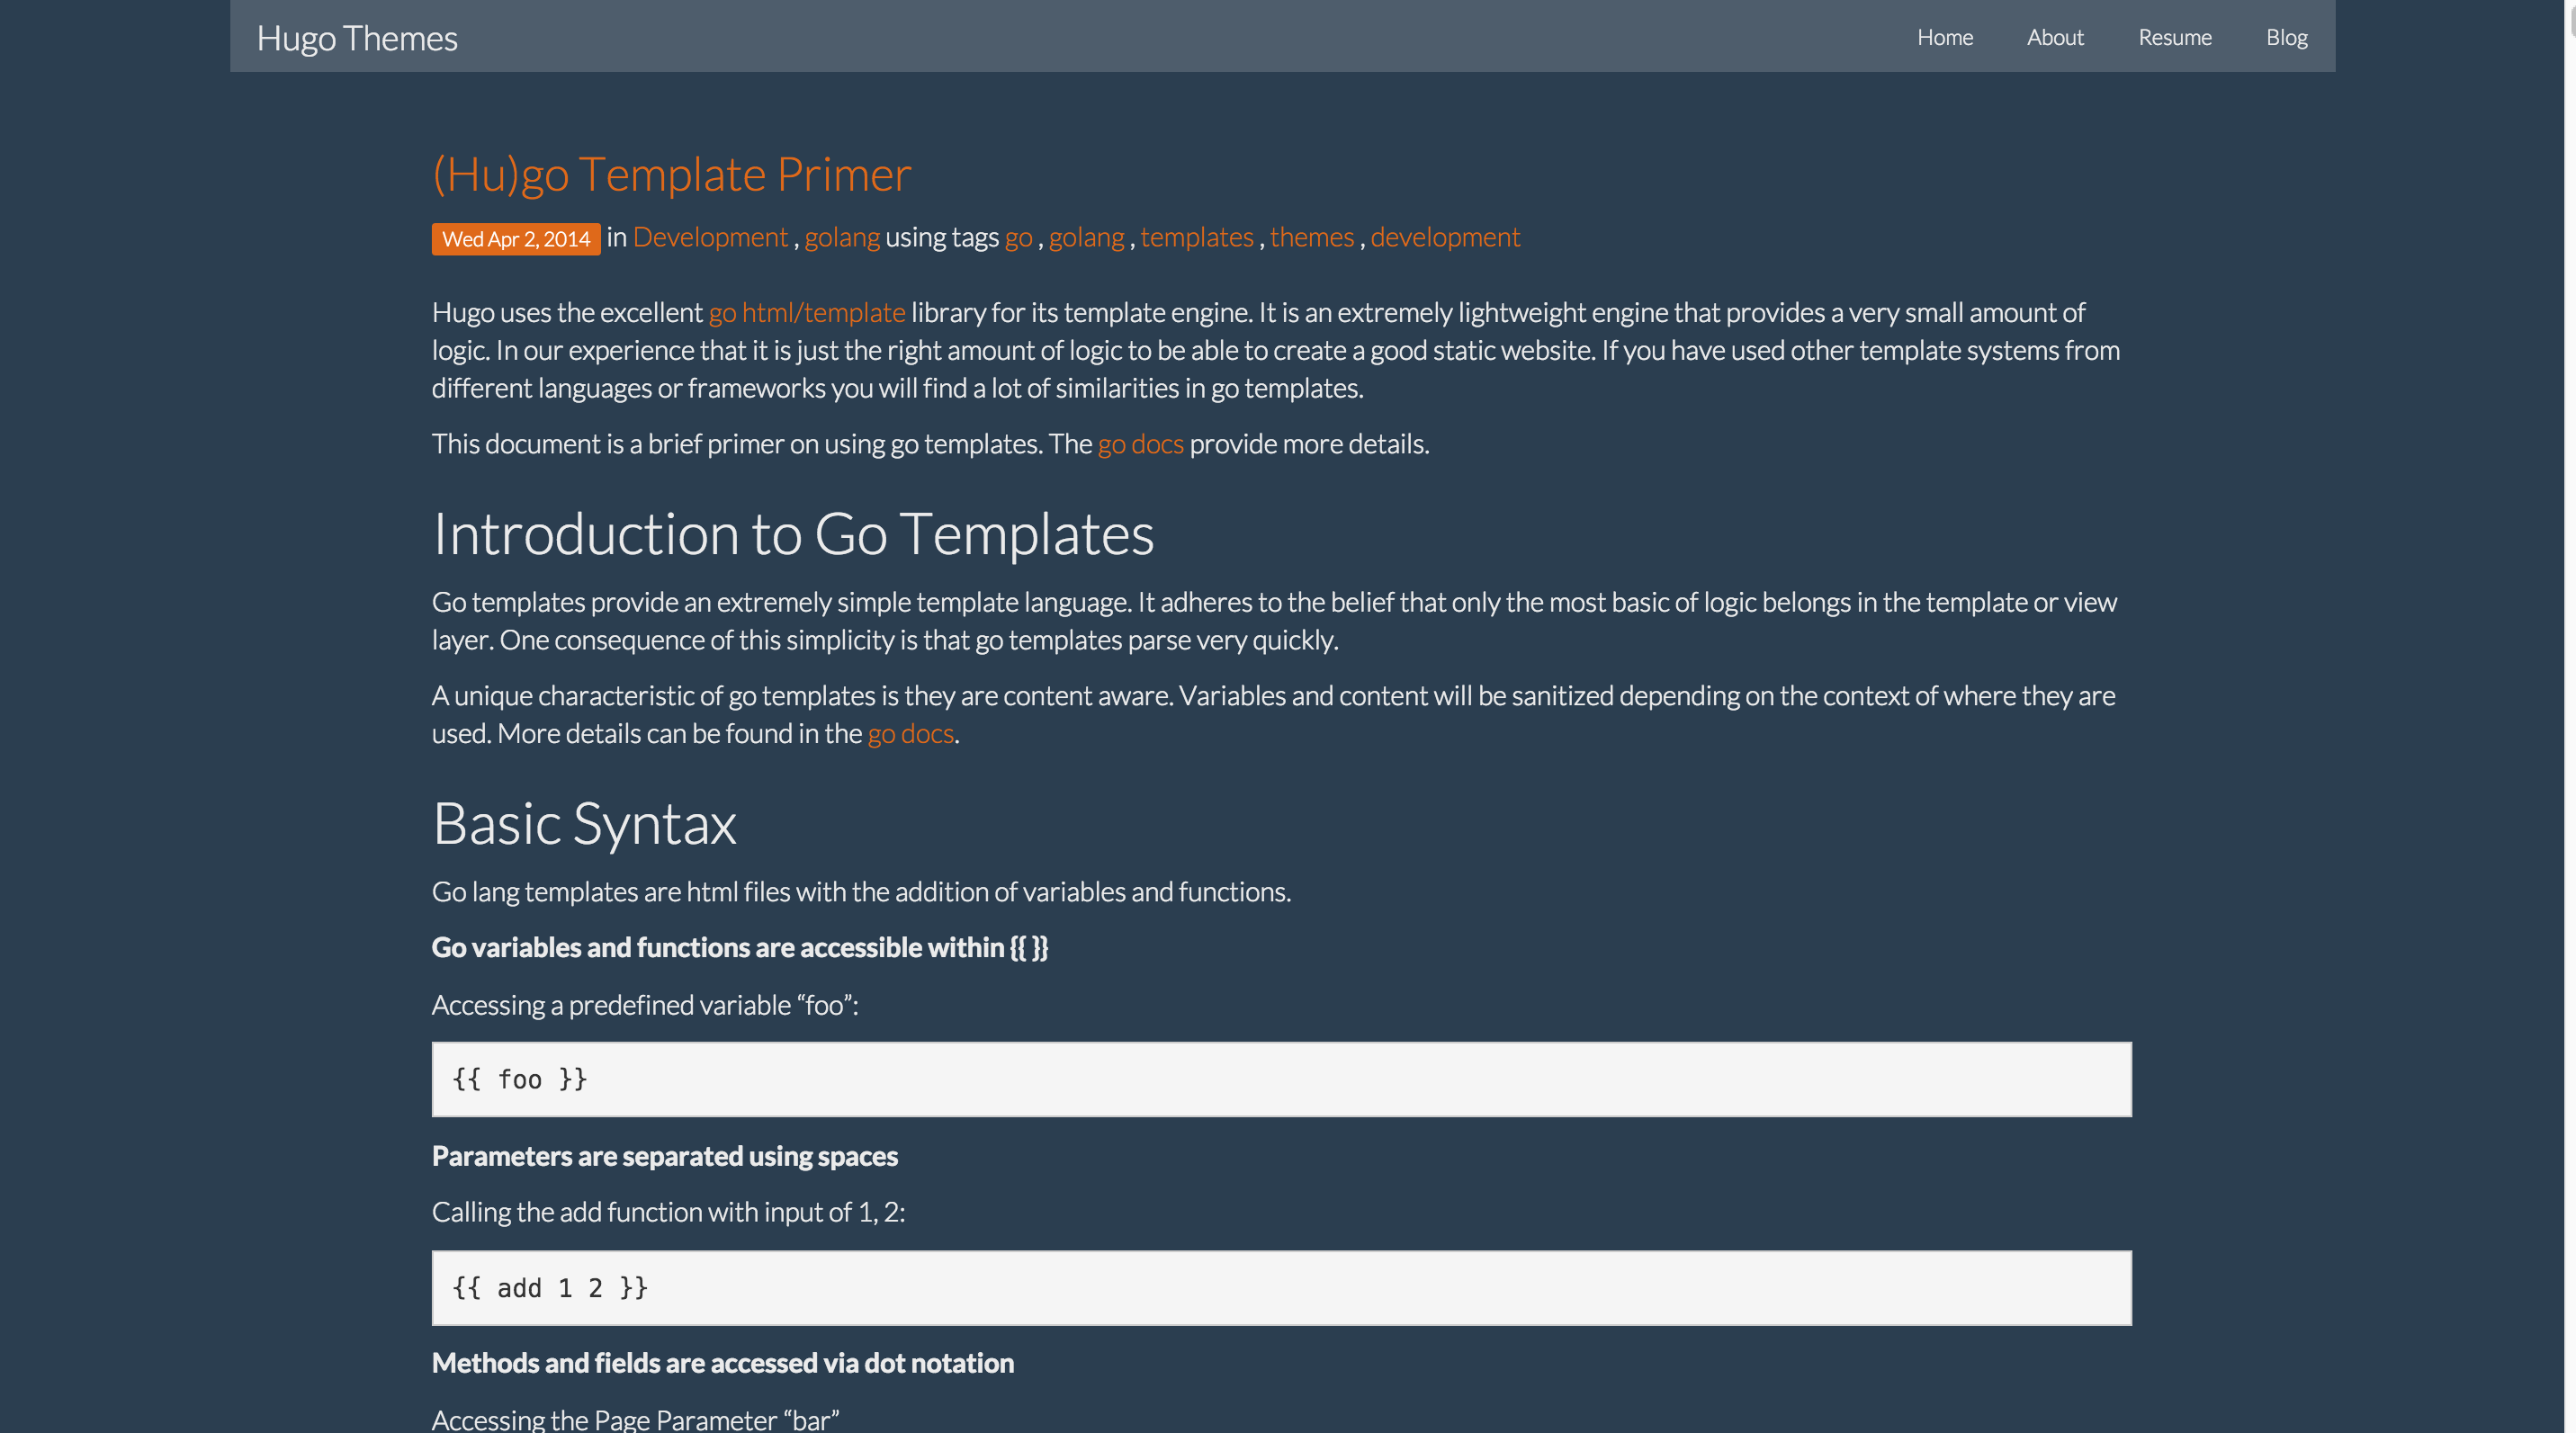 Hugo Themes
Home About Resume Blog
(Hu)go Template Primer
Wed Apr 2, 2014 in Development , golang using tags go , golang , templates , themes , development
Hugo uses the excellent go html/template library for its template engine. It is an extremely lightweight engine that provides a very small amount of
logic. In our experience that it is just the right amount of logic to be able to create a good static website. If you have used other template systems from
different languages or frameworks you will find a lot of similarities in go templates.
This document is a brief primer on using go templates. The go docs provide more details.
Introduction to Go Templates
Go templates provide an extremely simple template language. It adheres to the belief that only the most basic of logic belongs in the template or view
layer. One consequence of this simplicity is that go templates parse very quickly.
A unique characteristic of go templates is they are content aware. Variables and content will be sanitized depending on the context of where they are
used. More details can be found in the go docs.
Basic Syntax
Go lang templates are html files with the addition of variables and functions.
Go variables and functions are accessible within {{ }}
Accessing a predefined variable “foo”:
{{ foo }}
Parameters are separated using spaces
Calling the add function with input of 1, 2:
{{ add 1 2 }}
Methods and fields are accessed via dot notation
Accessing the Page Parameter “bar”